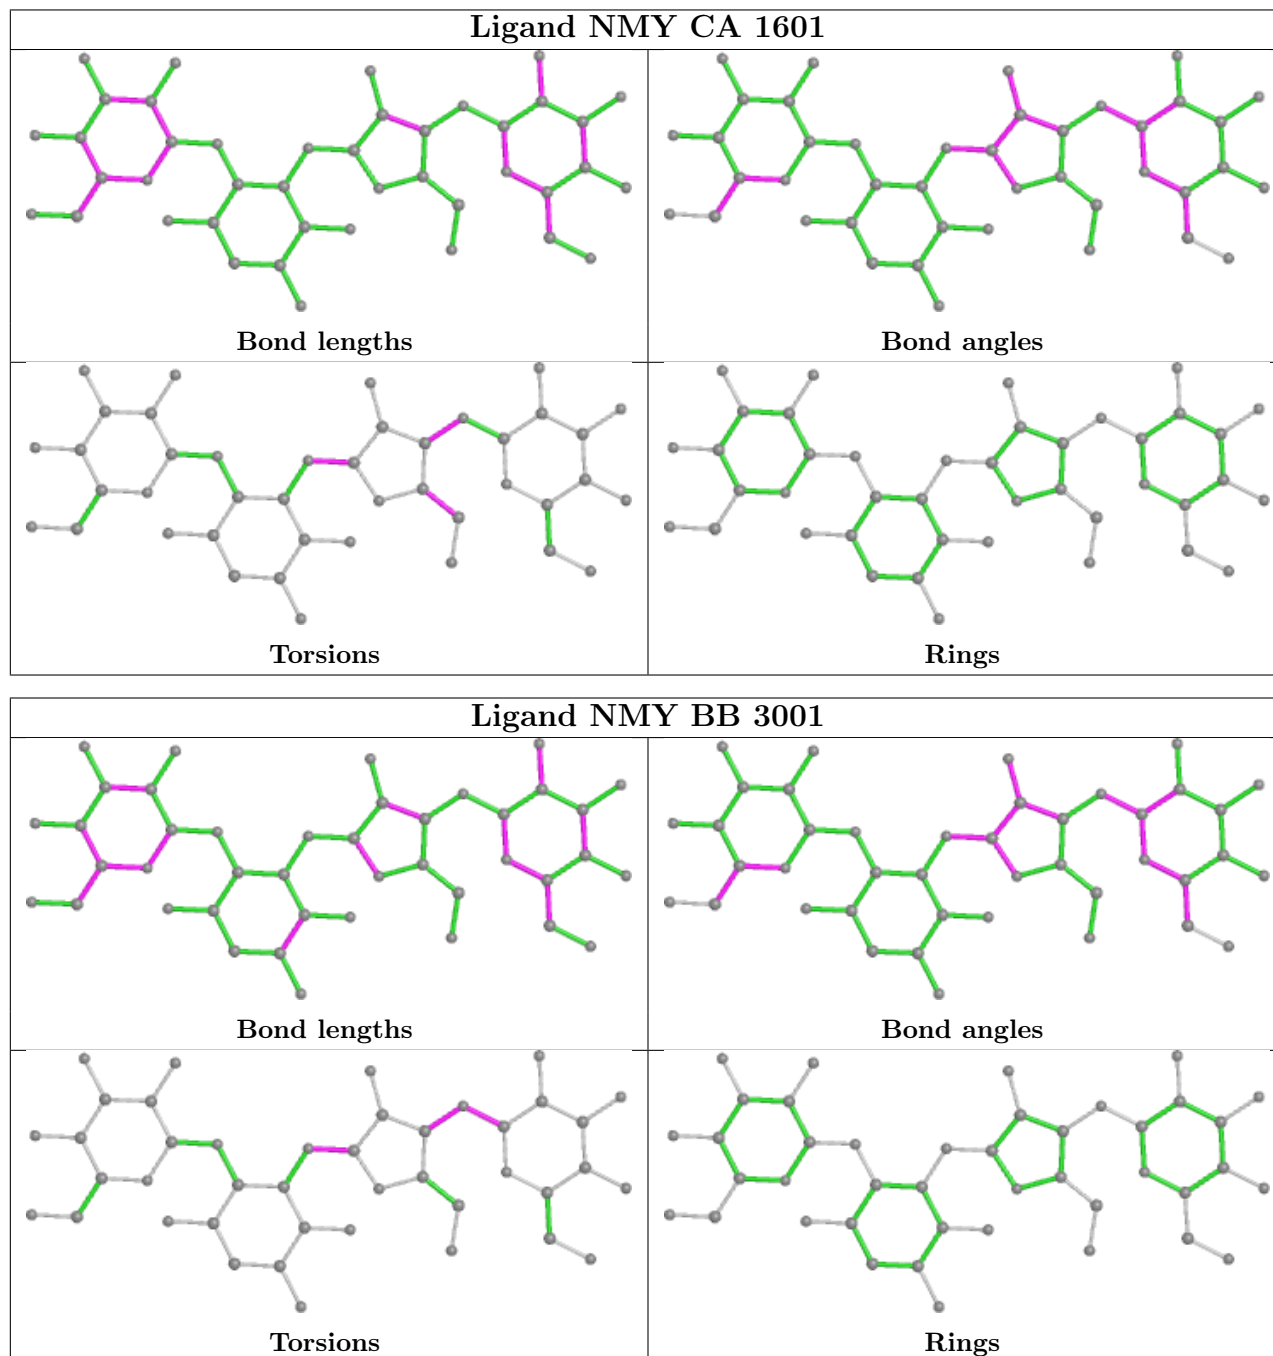 Ligand NMY CA 1601
Bond lengths
Bond angles
Torsions
Rings
Ligand NMY BB 3001
Bond lengths
Bond angles
Torsions
Rings